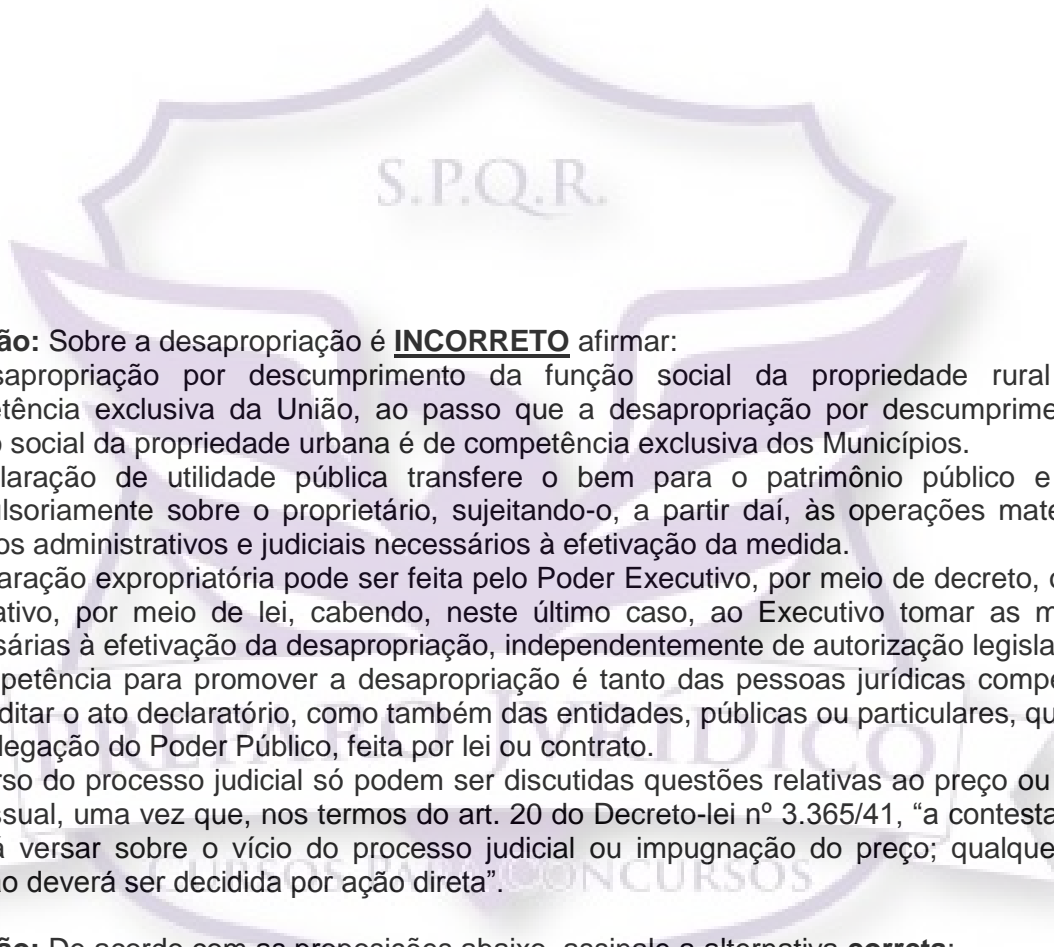 S.P.Q.R.
ão: Sobre a desapropriação é INCORRETO afirmar:
sapropriação por descumprimento da função social da propriedade rural
etência exclusiva da União, ao passo que a desapropriação por descumprime
o social da propriedade urbana é de competência exclusiva dos Municípios.
laração de utilidade pública transfere o bem para o patrimônio público e
ulsoriamente sobre o proprietário, sujeitando-o, a partir daí, às operações mate
os administrativos e judiciais necessários à efetivação da medida.
aração expropriatória pode ser feita pelo Poder Executivo, por meio de decreto, o
ativo, por meio de lei, cabendo, neste último caso, ao Executivo tomar as m
sárias à efetivação da desapropriação, independentemente de autorização legisla
petência para promover a desapropriação é tanto das pessoas jurídicas compe
ditar o ato declaratório, como também das entidades, públicas ou particulares, qu
legação do Poder Público, feita por lei ou contrato.
PREPARO JURÍDICO
rso do processo judicial só podem ser discutidas questões relativas ao preço ou
ssual, uma vez que, nos termos do art. 20 do Decreto-lei nº 3.365/41, “a contesta
á versar sobre o vício do processo judicial ou impugnação do preço; qualque
ão deverá ser decidida por ação direta”.
CURSOS PARA CONCURSOS
ão: De acordo com as proposições abaixo, assinale a alternativa correta: